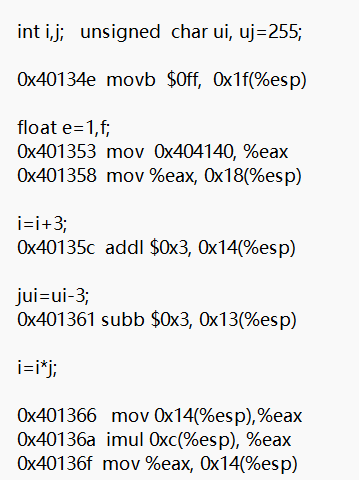 int i,j;   unsigned  char ui, uj=255;
0x40134e  movb  $0ff,  0x1f(%esp)
float e=1,f;
0x401353  mov  0x404140, %eax
0x401358  mov %eax, 0x18(%esp)
i=i+3;
0x40135c  addl $0x3, 0x14(%esp)
jui=ui-3;
0x401361 subb $0x3, 0x13(%esp)
i=i*j;
0x401366   mov 0x14(%esp),%eax
0x40136a  imul 0xc(%esp), %eax
0x40136f  mov %eax, 0x14(%esp)